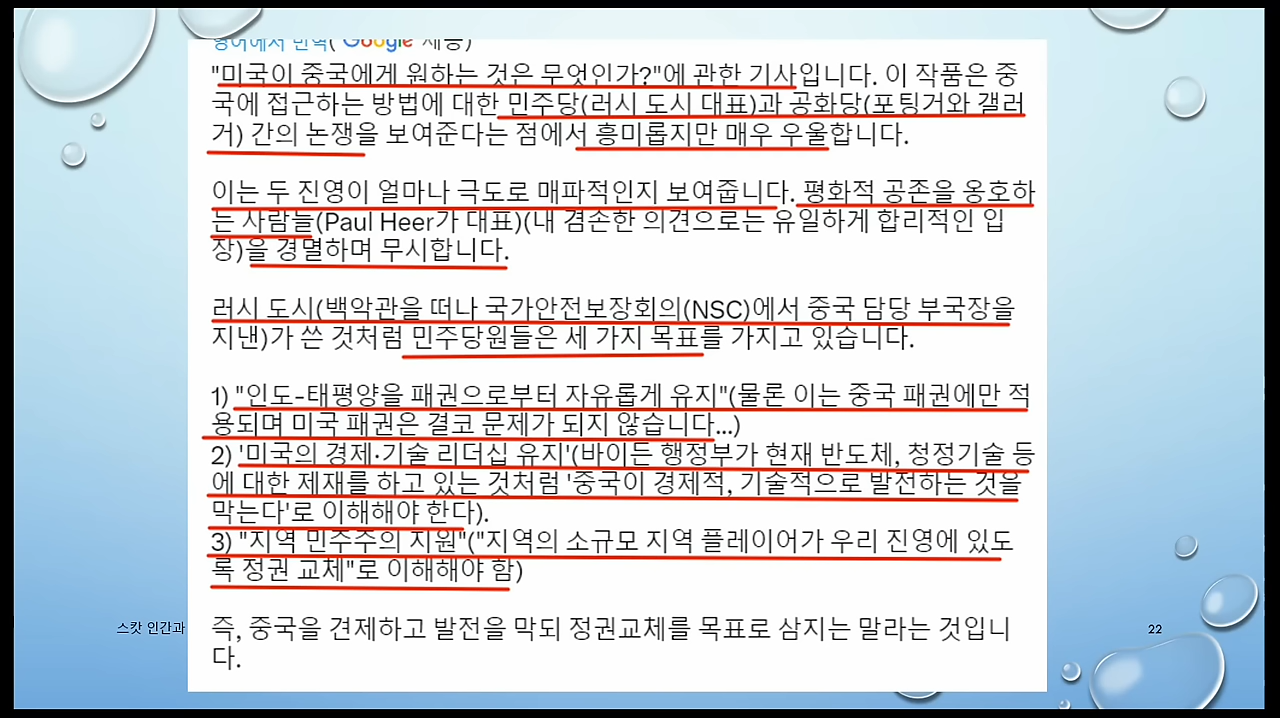 영어에서 번역( Google 제공)
"미국이 중국에게 원하는 것은 무엇인가?"에 관한 기사입니다. 이 작품은 중
국에 접근하는 방법에 대한 민주당(러시 도시 대표)과 공화당(포팅거와 갤러
거) 간의 논쟁을 보여준다는 점에서 흥미롭지만 매우 우울합니다.
이는 두 진영이 얼마나 극도로 매파적인지 보여줍니다. 평화적 공존을 옹호하
는 사람들(Paul Heer가 대표)(내 겸손한 의견으로는 유일하게 합리적인 입
장)을 경멸하며 무시합니다.
러시 도시(백악관을 떠나 국가안전보장회의(NSC)에서 중국 담당 부국장을
지낸)가 쓴 것처럼 민주당원들은 세 가지 목표를 가지고 있습니다.
1) "인도-태평양을 패권으로부터 자유롭게 유지"(물론 이는 중국 패권에만 적
용되며 미국 패권은 결코 문제가 되지 않습니다...)
2) '미국의 경제·기술 리더십 유지'(바이든 행정부가 현재 반도체, 청정기술 등
에 대한 제재를 하고 있는 것처럼 '중국이 경제적, 기술적으로 발전하는 것을
막는다'로 이해해야 한다).
3) "지역 민주주의 지원"("지역의 소규모 지역 플레이어가 우리 진영에 있도
록 정권 교체"로 이해해야 함)
즉, 중국을 견제하고 발전을 막되 정권교체를 목표로 삼지는 말라는 것입니
다.
스캇 인간과
22